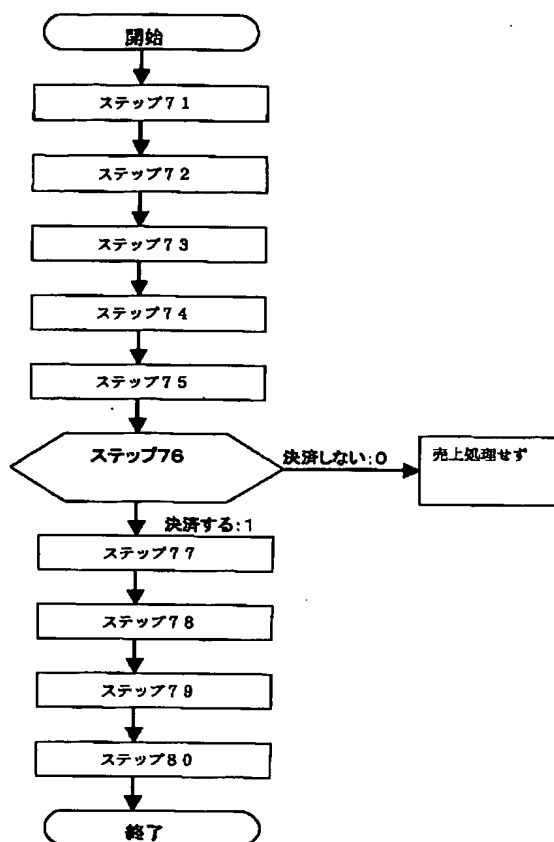 開始
ステップ７１
ステップ７２
ステップ７３
ステップ７４
ステップ７５
ステップ76
決済しない：０
売上処理せず
決済する：１
ステップ７７
ステップ７８
ステップ７９
ステップ８０
終了